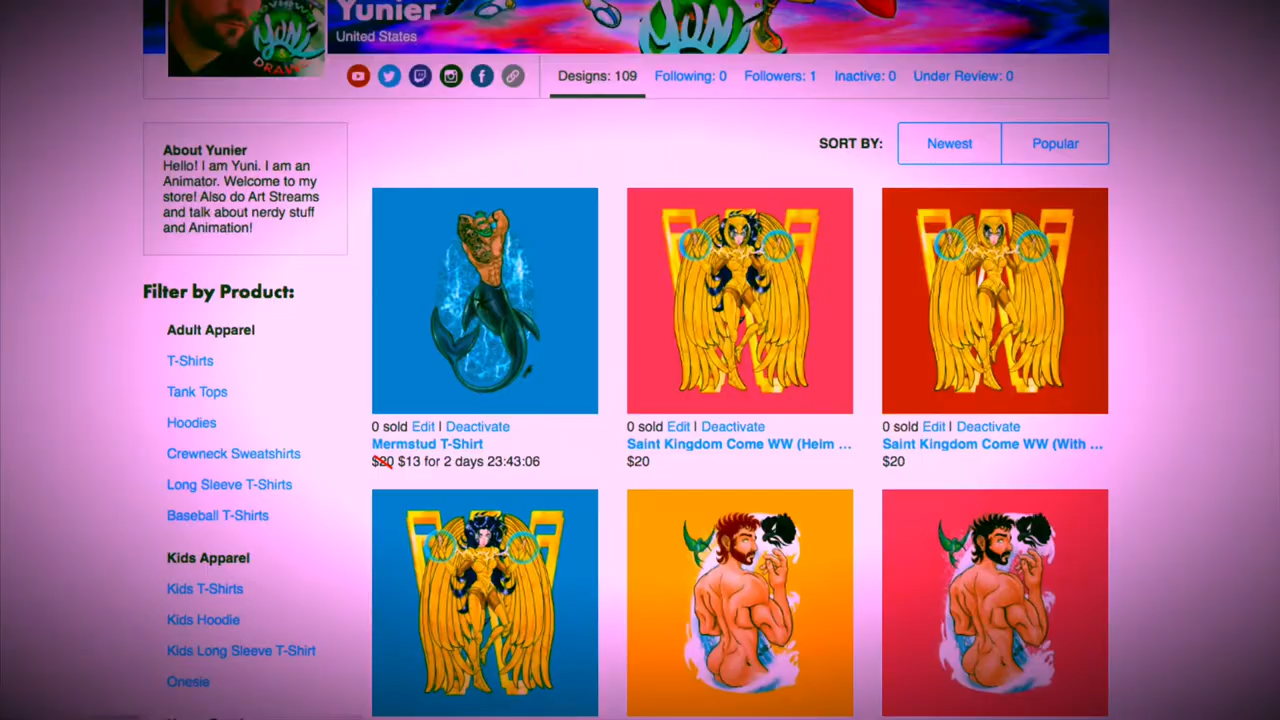 Yunier
United States
Yuni
DRAWS
Designs: 109
Following: 0
Followers: 1
Inactive: 0
Under Review: 0
About Yunier
Hello! I am Yuni. I am an
Animator. Welcome to my
store! Also do Art Streams
and talk about nerdy stuff
and Animation!
SORT BY:
Newest
Popular
Filter by Product:
Adult Apparel
T-Shirts
Tank Tops
Hoodies
Crewneck Sweatshirts
Long Sleeve T-Shirts
Baseball T-Shirts
Kids Apparel
Kids T-Shirts
Kids Hoodie
Kids Long Sleeve T-Shirt
Onesie
0 sold Edit | Deactivate
Mermstud T-Shirt
$20 $13 for 2 days 23:43:06
0 sold Edit | Deactivate
Saint Kingdom Come WW (Helm ...
$20
0 sold Edit | Deactivate
Saint Kingdom Come WW (With ...
$20